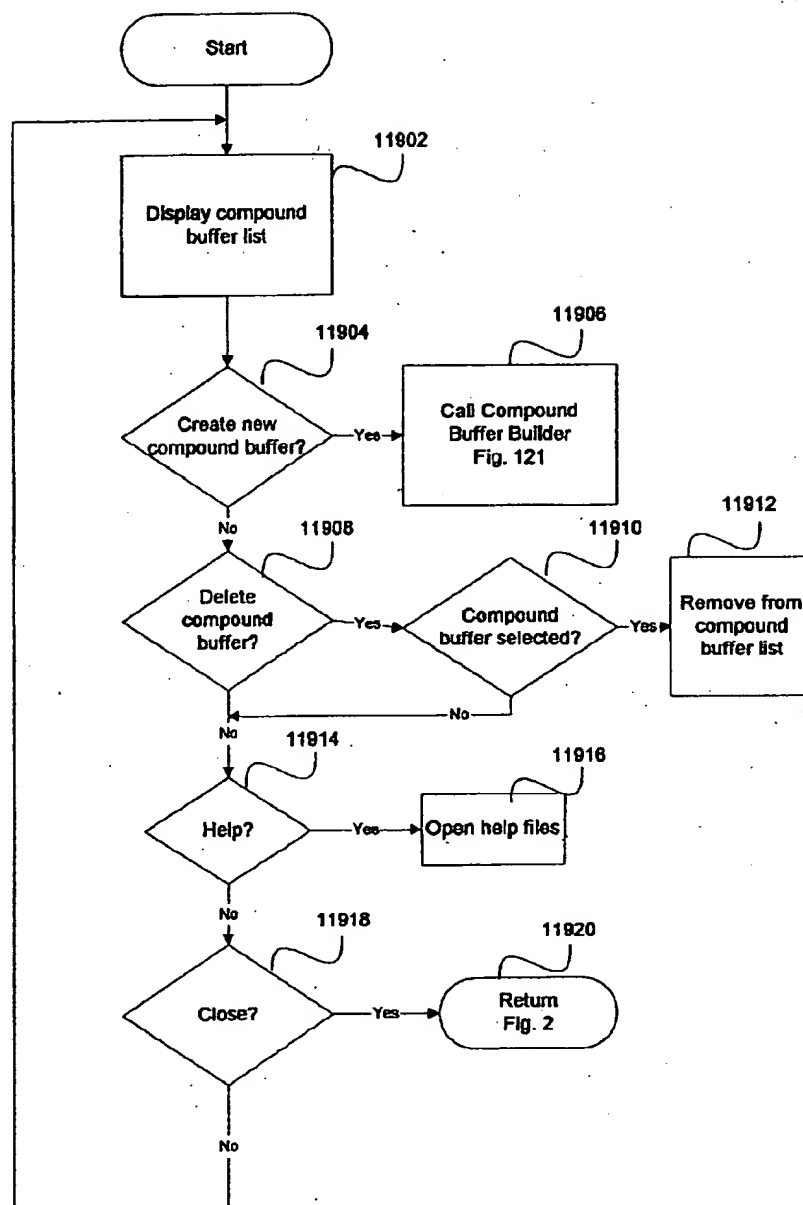 Start
11902
Display compound
buffer list
11904
Create new
compound buffer?
Yes
11906
Call Compound
Buffer Builder
Fig. 121
No
11908
Delete
compound
buffer?
Yes
11910
Compound
buffer selected?
Yes
11912
Remove from
compound
buffer list
No
No
11914
Help?
Yes
11916
Open help files
No
11918
Close?
Yes
11920
Return
Fig. 2
No